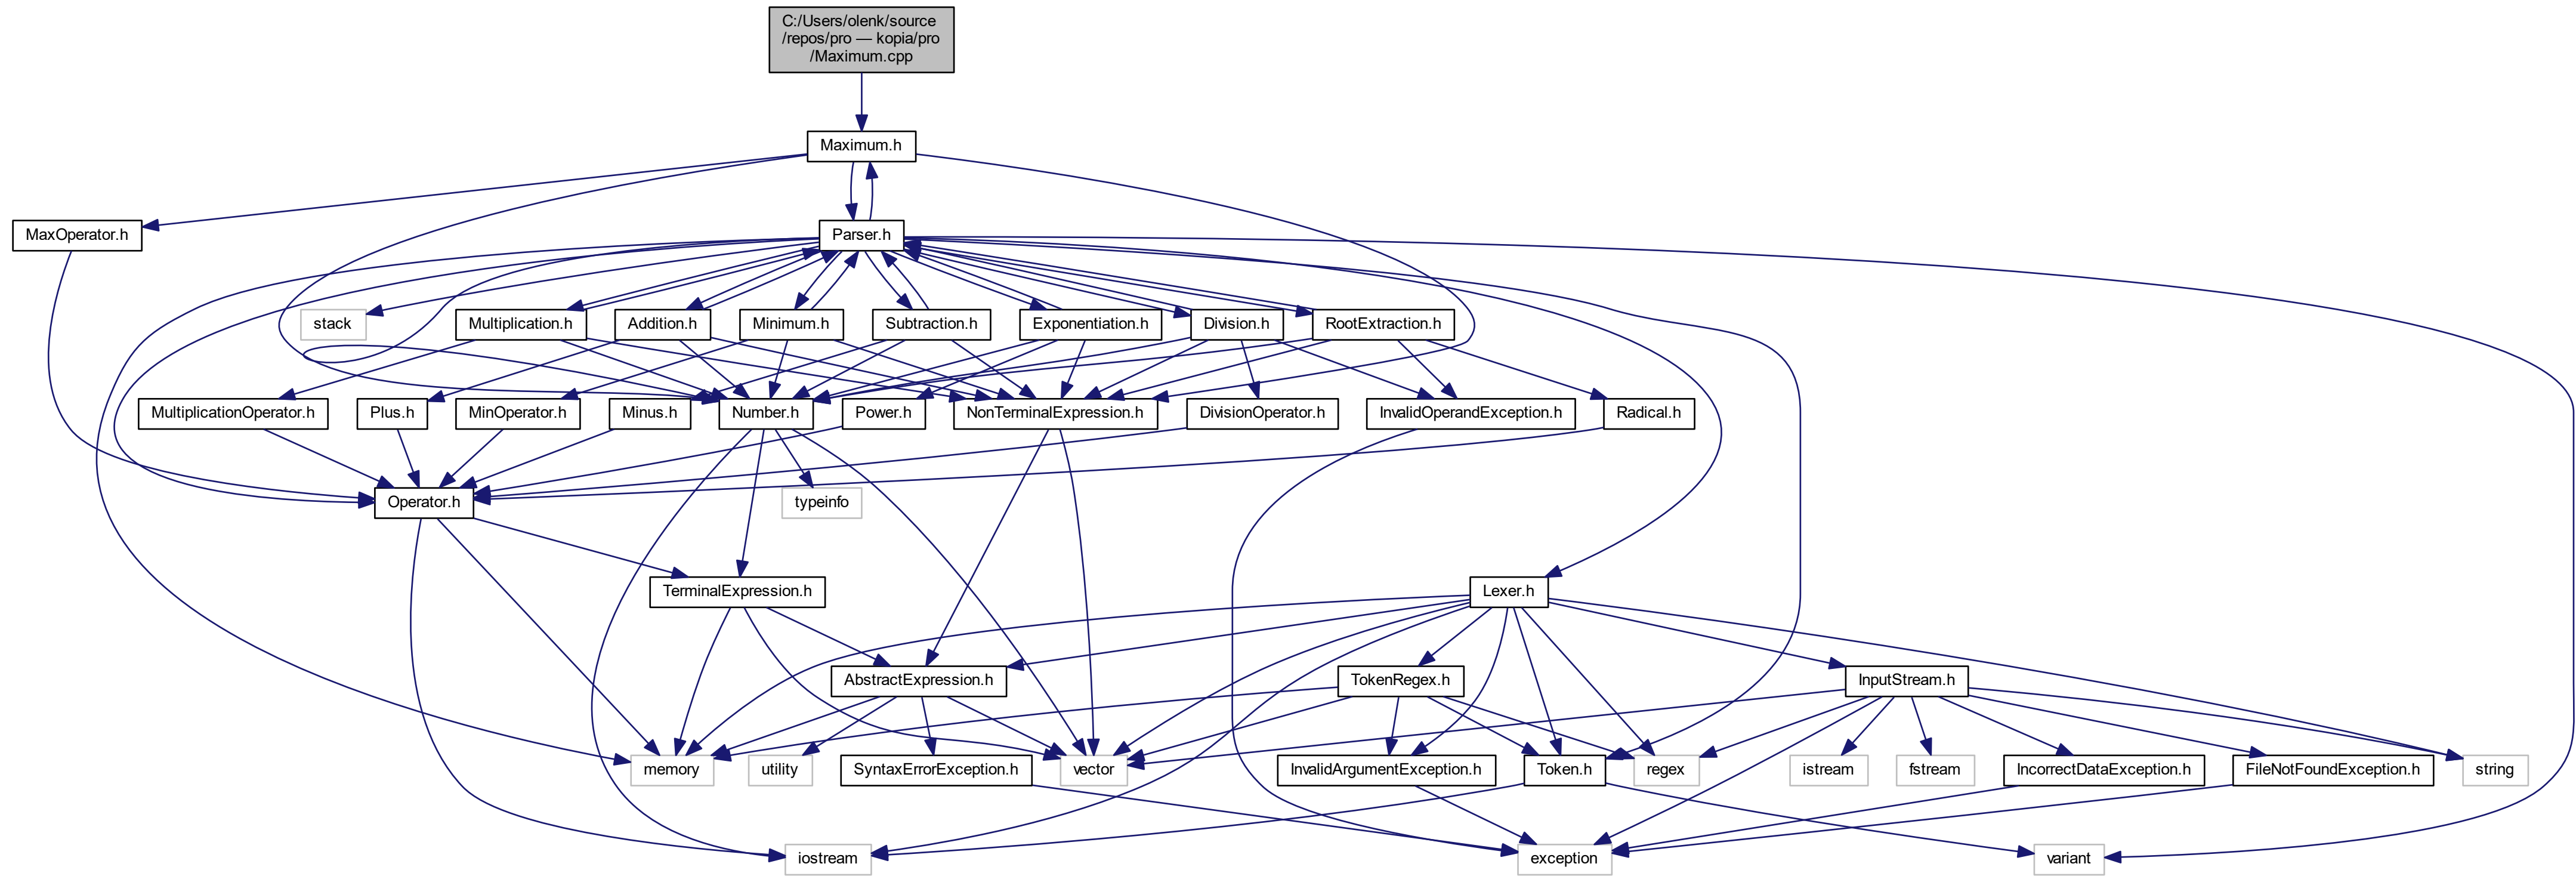 C:/Users/olenk/source
/repos/pro — kopia/pro
/Maximum.cpp
Maximum.h
MaxOperator.h
Parser.h
stack
Multiplication.h
Addition.h
Minimum.h
Subtraction.h
Exponentiation.h
Division.h
RootExtraction.h
MultiplicationOperator.h
Plus.h
MinOperator.h
Minus.h
Number.h
Power.h
NonTerminalExpression.h
DivisionOperator.h
InvalidOperandException.h
Radical.h
Operator.h
typeinfo
TerminalExpression.h
Lexer.h
AbstractExpression.h
TokenRegex.h
InputStream.h
memory
utility
SyntaxErrorException.h
vector
InvalidArgumentException.h
Token.h
regex
istream
fstream
IncorrectDataException.h
FileNotFoundException.h
string
iostream
exception
variant